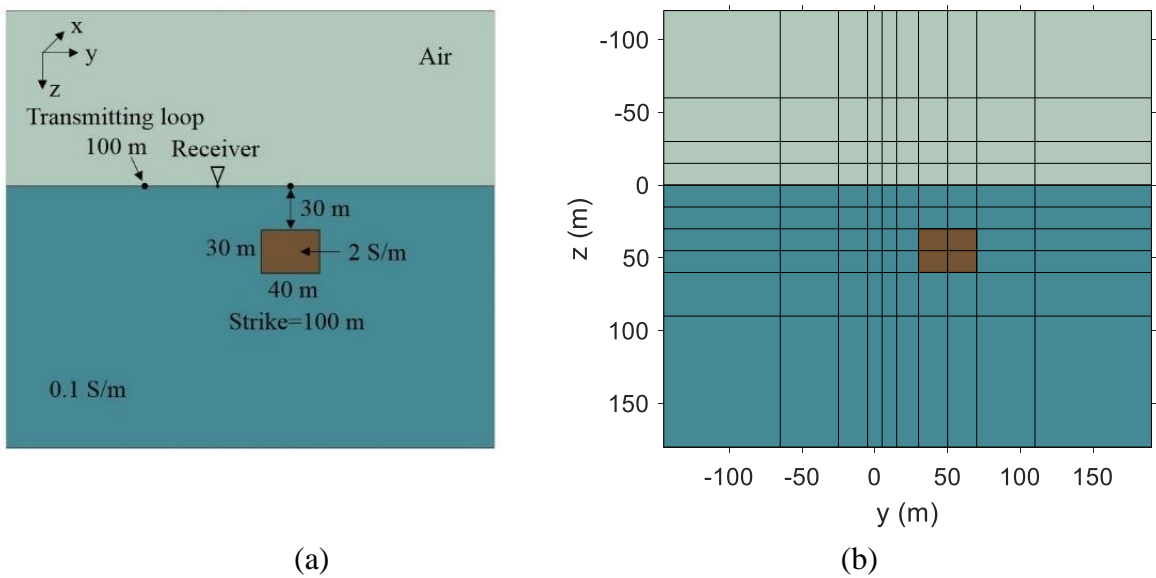 x
y
z
Air
Transmitting loop
100 m
Receiver
30 m
30 m
2 S/m
40 m
Strike=100 m
0.1 S/m
(a)
-100
-50
0
50
100
150
z (m)
-100
-50
0
50
100
150
y (m)
(b)